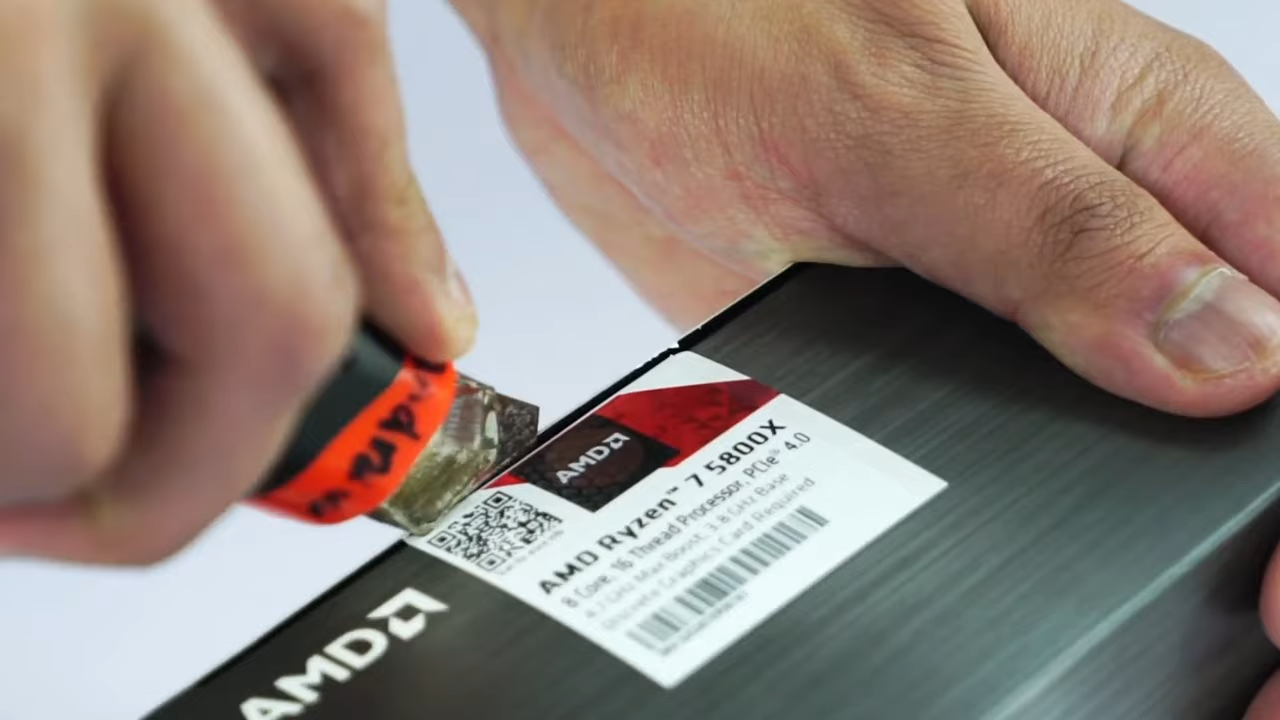 AMD
AMD Ryzen™ 7 5800X
8 Core, 16 Thread Processor, PCIe® 4.0
4.7 GHz Max Boost, 3.8 GHz Base
Discrete Graphics Card Required
AMD